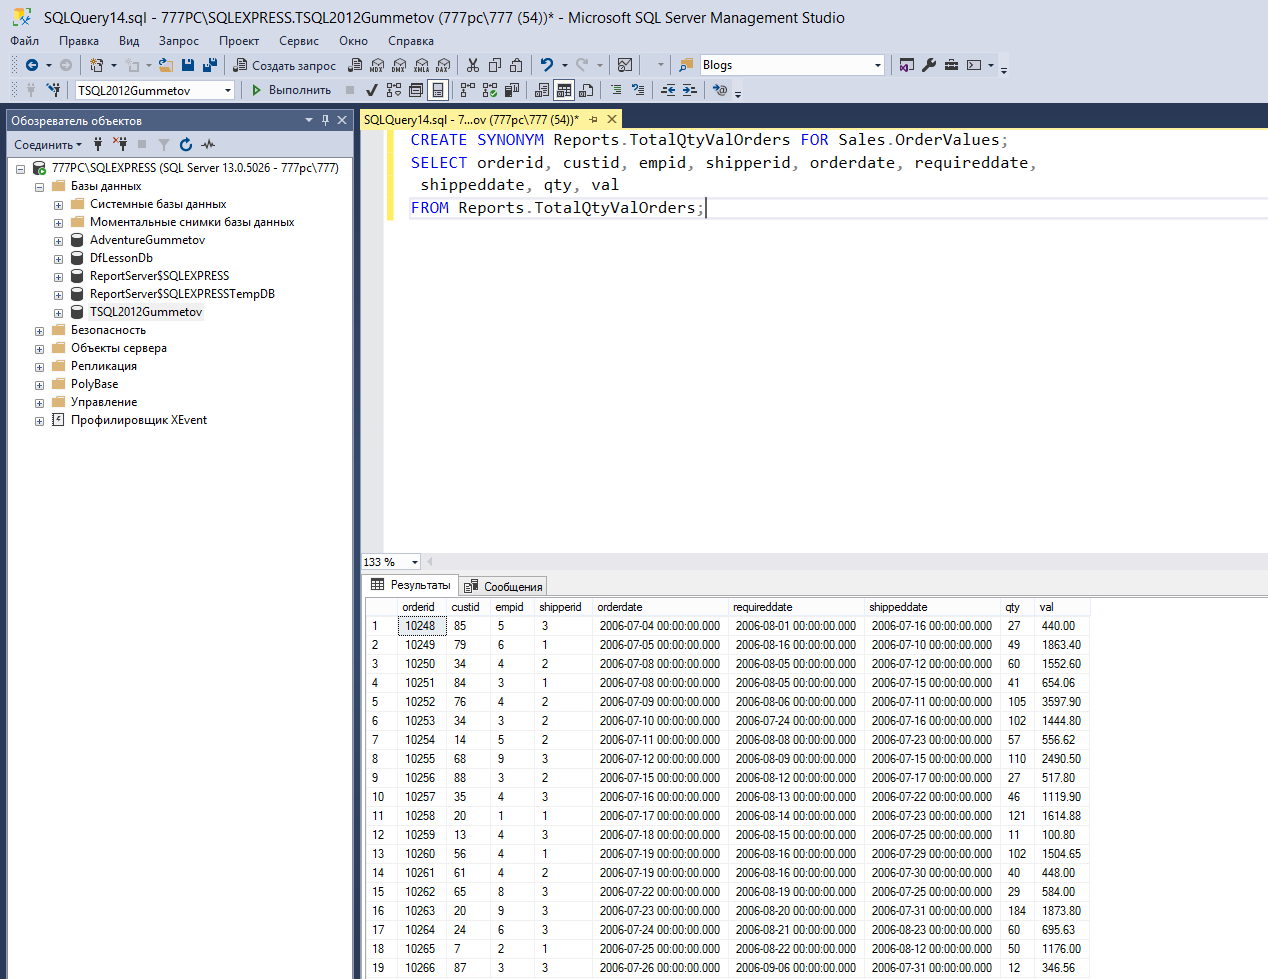 SQLQuery14.sql - 777PC\SQLEXPRESS.TSQL2012Gummetov (777pc\777 (54))* - Microsoft SQL Server Management Studio
Файл Правка Вид Запрос Проект Сервис Окно Справка
Создать запрос MDX DMX XMLA DAX Blogs
TSQL2012Gummetov Выполнить
Обозреватель объектов
SQLQuery14.sql - 7...ov (777pc\777 (54))*
Соединить
777PC\SQLEXPRESS (SQL Server 13.0.5026 - 777pc\777)
Базы данных
Системные базы данных
Моментальные снимки базы данных
AdventureGummetov
DfLessonDb
ReportServer$SQLEXPRESS
ReportServer$SQLEXPRESSTempDB
TSQL2012Gummetov
Безопасность
Объекты сервера
Репликация
PolyBase
Управление
Профилировщик XEvent
CREATE SYNONYM Reports.TotalQtyValOrders FOR Sales.OrderValues;
SELECT orderid, custid, empid, shipperid, orderdate, requireddate,
shippeddate, qty, val
FROM Reports.TotalQtyValOrders;
133 %
Результаты Сообщения
orderid custid empid shipperid orderdate requireddate shippeddate qty val
1 10248 85 5 3 2006-07-04 00:00:00.000 2006-08-01 00:00:00.000 2006-07-16 00:00:00.000 27 440.00
2 10249 79 6 1 2006-07-05 00:00:00.000 2006-08-16 00:00:00.000 2006-07-10 00:00:00.000 49 1863.40
3 10250 34 4 2 2006-07-08 00:00:00.000 2006-08-05 00:00:00.000 2006-07-12 00:00:00.000 60 1552.60
4 10251 84 3 1 2006-07-08 00:00:00.000 2006-08-05 00:00:00.000 2006-07-15 00:00:00.000 41 654.06
5 10252 76 4 2 2006-07-09 00:00:00.000 2006-08-06 00:00:00.000 2006-07-11 00:00:00.000 105 3597.90
6 10253 34 3 2 2006-07-10 00:00:00.000 2006-07-24 00:00:00.000 2006-07-16 00:00:00.000 102 1444.80
7 10254 14 5 2 2006-07-11 00:00:00.000 2006-08-08 00:00:00.000 2006-07-23 00:00:00.000 57 556.62
8 10255 68 9 3 2006-07-12 00:00:00.000 2006-08-09 00:00:00.000 2006-07-15 00:00:00.000 110 2490.50
9 10256 88 3 2 2006-07-15 00:00:00.000 2006-08-12 00:00:00.000 2006-07-17 00:00:00.000 27 517.80
10 10257 35 4 3 2006-07-16 00:00:00.000 2006-08-13 00:00:00.000 2006-07-22 00:00:00.000 46 1119.90
11 10258 20 1 1 2006-07-17 00:00:00.000 2006-08-14 00:00:00.000 2006-07-23 00:00:00.000 121 1614.88
12 10259 13 4 3 2006-07-18 00:00:00.000 2006-08-15 00:00:00.000 2006-07-25 00:00:00.000 11 100.80
13 10260 56 4 1 2006-07-19 00:00:00.000 2006-08-16 00:00:00.000 2006-07-29 00:00:00.000 102 1504.65
14 10261 61 4 2 2006-07-19 00:00:00.000 2006-08-16 00:00:00.000 2006-07-30 00:00:00.000 40 448.00
15 10262 65 8 3 2006-07-22 00:00:00.000 2006-08-19 00:00:00.000 2006-07-25 00:00:00.000 29 584.00
16 10263 20 9 3 2006-07-23 00:00:00.000 2006-08-20 00:00:00.000 2006-07-31 00:00:00.000 184 1873.80
17 10264 24 6 3 2006-07-24 00:00:00.000 2006-08-21 00:00:00.000 2006-08-23 00:00:00.000 60 695.63
18 10265 7 2 1 2006-07-25 00:00:00.000 2006-08-22 00:00:00.000 2006-08-12 00:00:00.000 50 1176.00
19 10266 87 3 3 2006-07-26 00:00:00.000 2006-09-06 00:00:00.000 2006-07-31 00:00:00.000 12 346.56